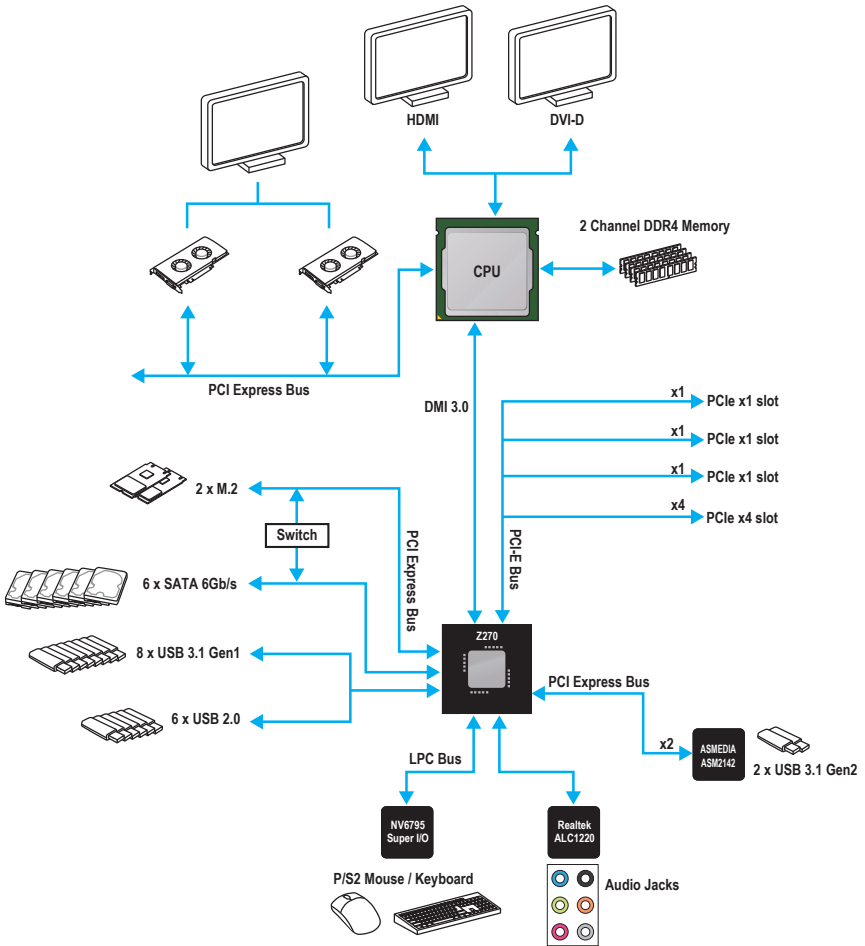 HDMI
DVI-D
2 Channel DDR4 Memory
CPU
PCI Express Bus
DMI 3.0
x1
PCIe x1 slot
x1
PCIe x1 slot
x1
PCIe x1 slot
x4
PCIe x4 slot
PCI-E Bus
2 x M.2
Switch
PCI Express Bus
6 x SATA 6Gb/s
Z270
8 x USB 3.1 Gen1
6 x USB 2.0
PCI Express Bus
x2
ASMEDIA
ASM2142
2 x USB 3.1 Gen2
LPC Bus
NV6795
Super I/O
Realtek
ALC1220
P/S2 Mouse / Keyboard
Audio Jacks